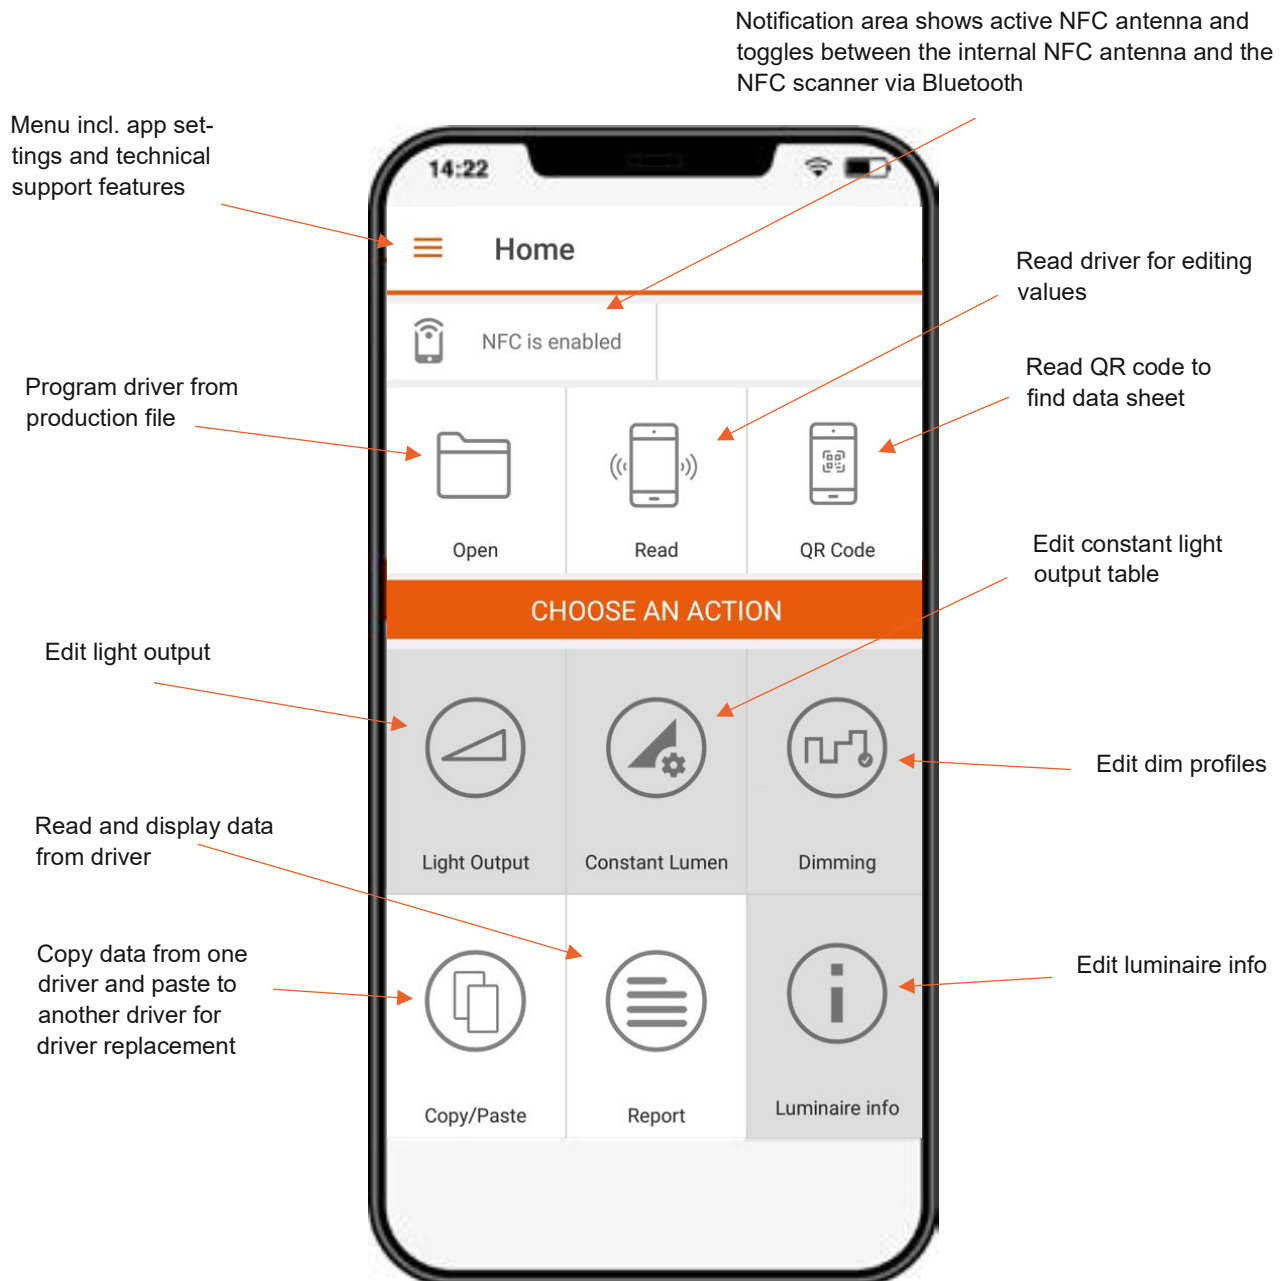 Notification area shows active NFC antenna and
toggles between the internal NFC antenna and the
NFC scanner via Bluetooth
Menu incl. app set-
tings and technical
support features
14:22
Home
Read driver for editing
values
NFC is enabled
Read QR code to
find data sheet
Program driver from
production file
Open
Read
QR Code
Edit constant light
output table
CHOOSE AN ACTION
Edit light output
Edit dim profiles
Read and display data
from driver
Light Output
Constant Lumen
Dimming
Copy data from one
driver and paste to
another driver for
driver replacement
Edit luminaire info
Copy/Paste
Report
Luminaire info